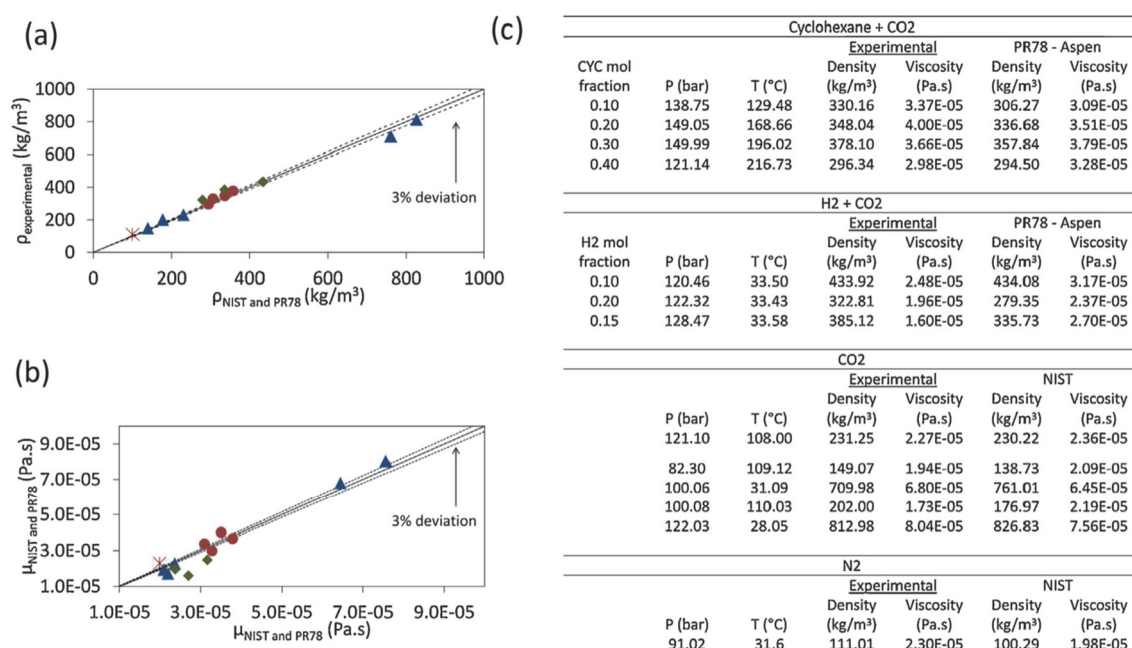 (a)
1000
800
600
400
200
0
ρexperimental (kg/m³)
3% deviation
0 200 400 600 800 1000
ρNIST and PR78 (kg/m³)
(b)
9.0E-05
7.0E-05
5.0E-05
3.0E-05
1.0E-05
μNIST and PR78 (Pa.s)
3% deviation
1.0E-05 3.0E-05 5.0E-05 7.0E-05 9.0E-05
μNIST and PR78 (Pa.s)
(c)
Cyclohexane + CO2
Experimental PR78 - Aspen
CYC mol Density Viscosity Density Viscosity
fraction P (bar) T (°C) (kg/m³) (Pa.s) (kg/m³) (Pa.s)
0.10 138.75 129.48 330.16 3.37E-05 306.27 3.09E-05
0.20 149.05 168.66 348.04 4.00E-05 336.68 3.51E-05
0.30 149.99 196.02 378.10 3.66E-05 357.84 3.79E-05
0.40 121.14 216.73 296.34 2.98E-05 294.50 3.28E-05
H2 + CO2
Experimental PR78 - Aspen
H2 mol Density Viscosity Density Viscosity
fraction P (bar) T (°C) (kg/m³) (Pa.s) (kg/m³) (Pa.s)
0.10 120.46 33.50 433.92 2.48E-05 434.08 3.17E-05
0.20 122.32 33.43 322.81 1.96E-05 279.35 2.37E-05
0.15 128.47 33.58 385.12 1.60E-05 335.73 2.70E-05
CO2
Experimental NIST
Density Viscosity Density Viscosity
P (bar) T (°C) (kg/m³) (Pa.s) (kg/m³) (Pa.s)
121.10 108.00 231.25 2.27E-05 230.22 2.36E-05
82.30 109.12 149.07 1.94E-05 138.73 2.09E-05
100.06 31.09 709.98 6.80E-05 761.01 6.45E-05
100.08 110.03 202.00 1.73E-05 176.97 2.19E-05
122.03 28.05 812.98 8.04E-05 826.83 7.56E-05
N2
Experimental NIST
Density Viscosity Density Viscosity
P (bar) T (°C) (kg/m³) (Pa.s) (kg/m³) (Pa.s)
91.02 31.6 111.01 2.30E-05 100.29 1.98E-05